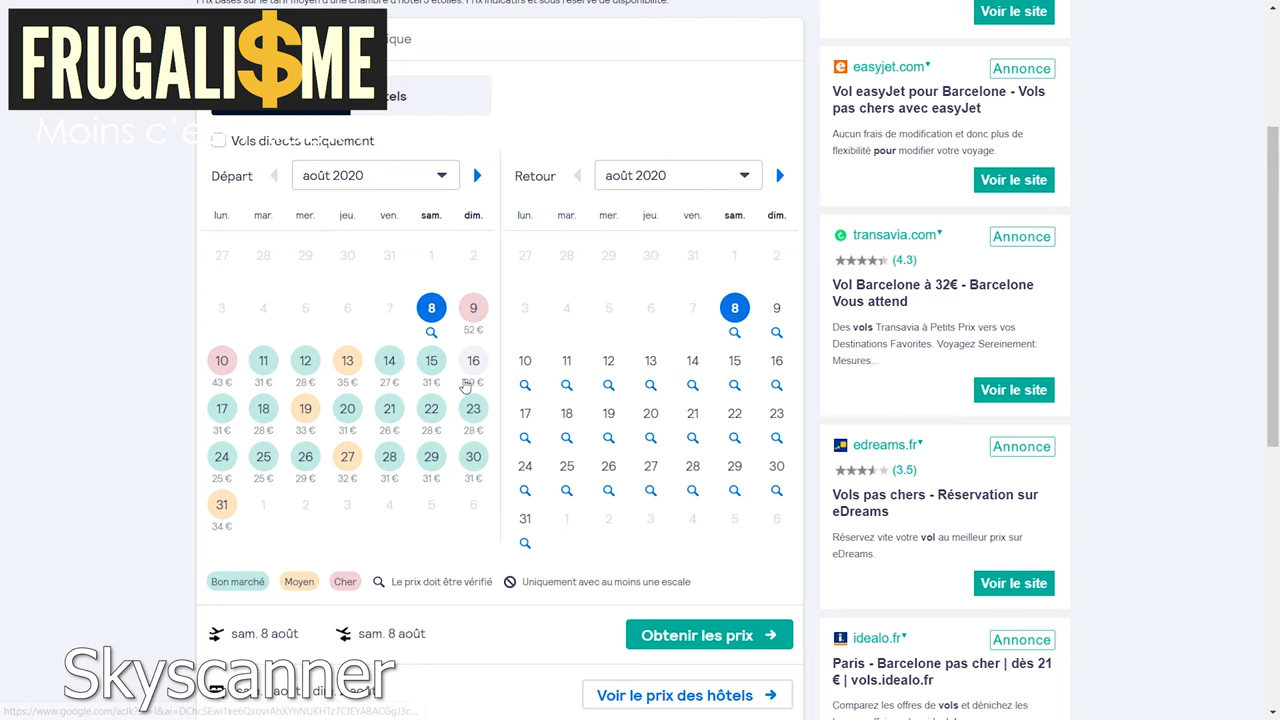 FRUGALI$ME
Moins c'e
Vols directs uniquement
Départ
août 2020
Retour
août 2020
lun. mar. mer. jeu. ven. sam. dim.
lun. mar. mer. jeu. ven. sam. dim.
27 28 29 30 31 1 2
27 28 29 30 31 1 2
3 4 5 6 7 8 9
52 €
3 4 5 6 7 8 9
10 11 12 13 14 15 16
43 € 31 € 28 € 35 € 27 € 31 € €
10 11 12 13 14 15 16
17 18 19 20 21 22 23
31 € 28 € 33 € 31 € 26 € 28 € 28 €
17 18 19 20 21 22 23
24 25 26 27 28 29 30
25 € 25 € 29 € 32 € 31 € 31 € 31 €
24 25 26 27 28 29 30
31 1 2 3 4 5 6
34 €
31 1 2 3 4 5 6
Bon marché Moyen Cher Le prix doit être vérifié Uniquement avec au moins une escale
sam. 8 août sam. 8 août
Obtenir les prix
Voir le prix des hôtels
Skyscanner
Voir le site
easyjet.com
Annonce
Vol easyJet pour Barcelone - Vols
pas chers avec easyJet
Aucun frais de modification et donc plus de
flexibilité pour modifier votre voyage.
Voir le site
transavia.com
Annonce
(4.3)
Vol Barcelone à 32€ - Barcelone
Vous attend
Des vols Transavia à Petits Prix vers vos
Destinations Favorites. Voyagez Sereinement:
Mesures...
Voir le site
edreams.fr
Annonce
(3.5)
Vols pas chers - Réservation sur
eDreams
Réservez vite votre vol au meilleur prix sur
eDreams.
Voir le site
idealo.fr
Annonce
Paris - Barcelone pas cher | dès 21
€ | vols.idealo.fr
Comparez les offres de vols et dénichez les